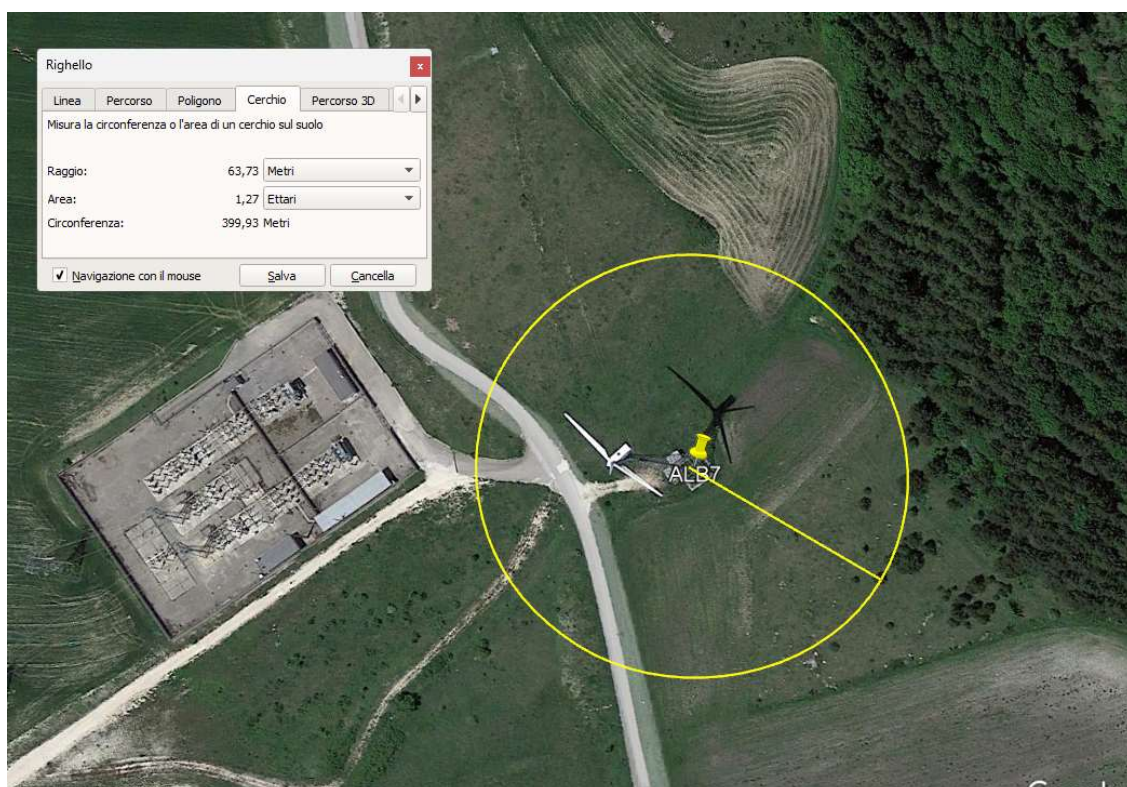 Righello
x
Linea Percorso Poligono Cerchio Percorso 3D
Misura la circonferenza o l'area di un cerchio sul suolo
Raggio: 63,73 Metri
Area: 1,27 Ettari
Circonferenza: 399,93 Metri
✓ Navigazione con il mouse Salva Cancella
ALB7